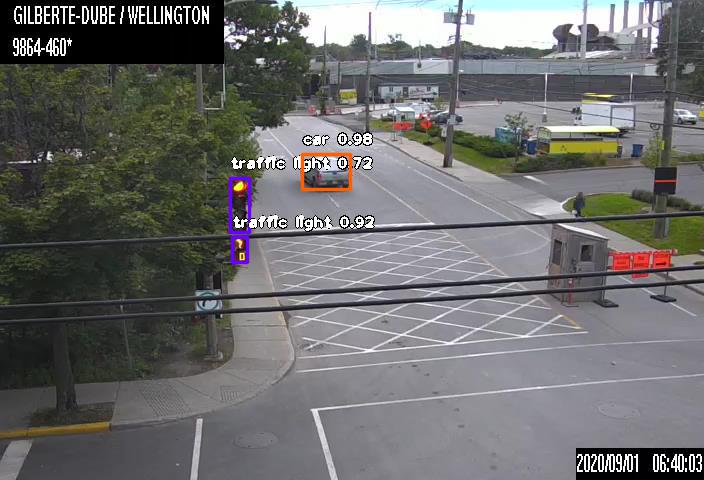 GILBERTE-DUBE / WELLINGTON
9864-460*
car 0.98
traffic light 0.72
traffic light 0.92
2020/09/01 06:40:03